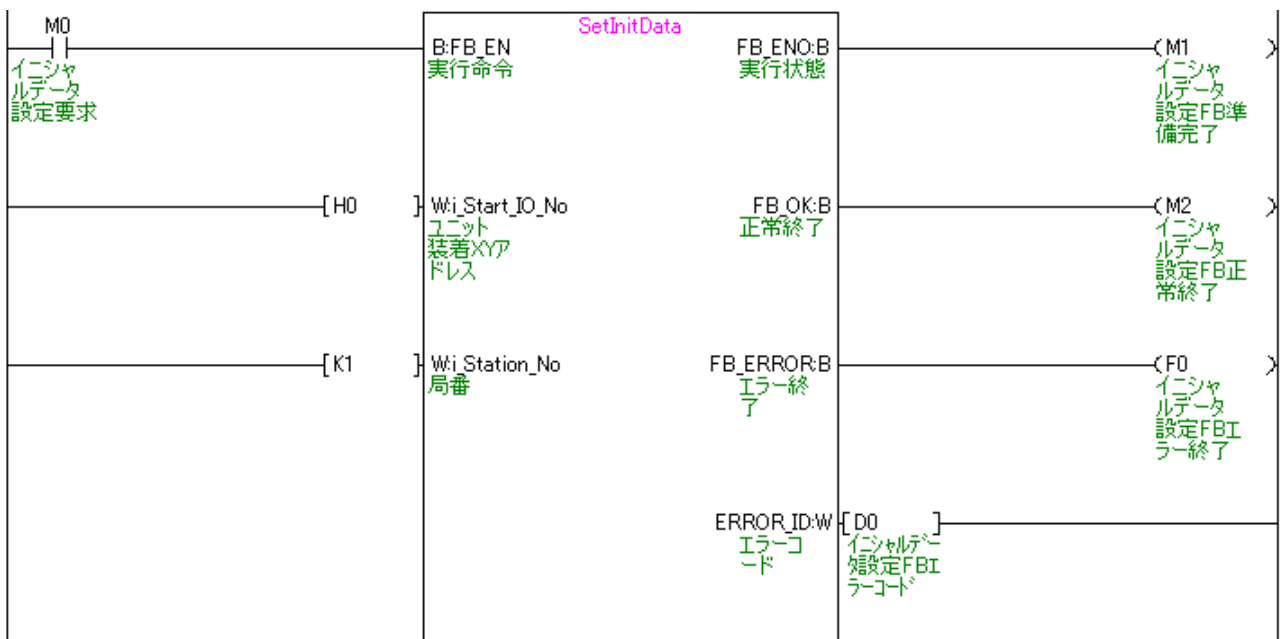 M0
イニシャ
ルデータ
設定要求
SetInitData
B:FB_EN
実行命令
FB_ENO:B
実行状態
M1
イニシャ
ルデータ
設定FB準
備完了
H0
W:i_Start_IO_No
ユニット
装着XYア
ドレス
FB_OK:B
正常終了
M2
イニシャ
ルデータ
設定FB正
常終了
K1
W:i_Station_No
局番
FB_ERROR:B
エラー終
了
F0
イニシャ
ルデータ
設定FBエ
ラー終了
ERROR_ID:W
エラーコ
ード
D0
イニシャルデー
タ設定FBエ
ラーコード